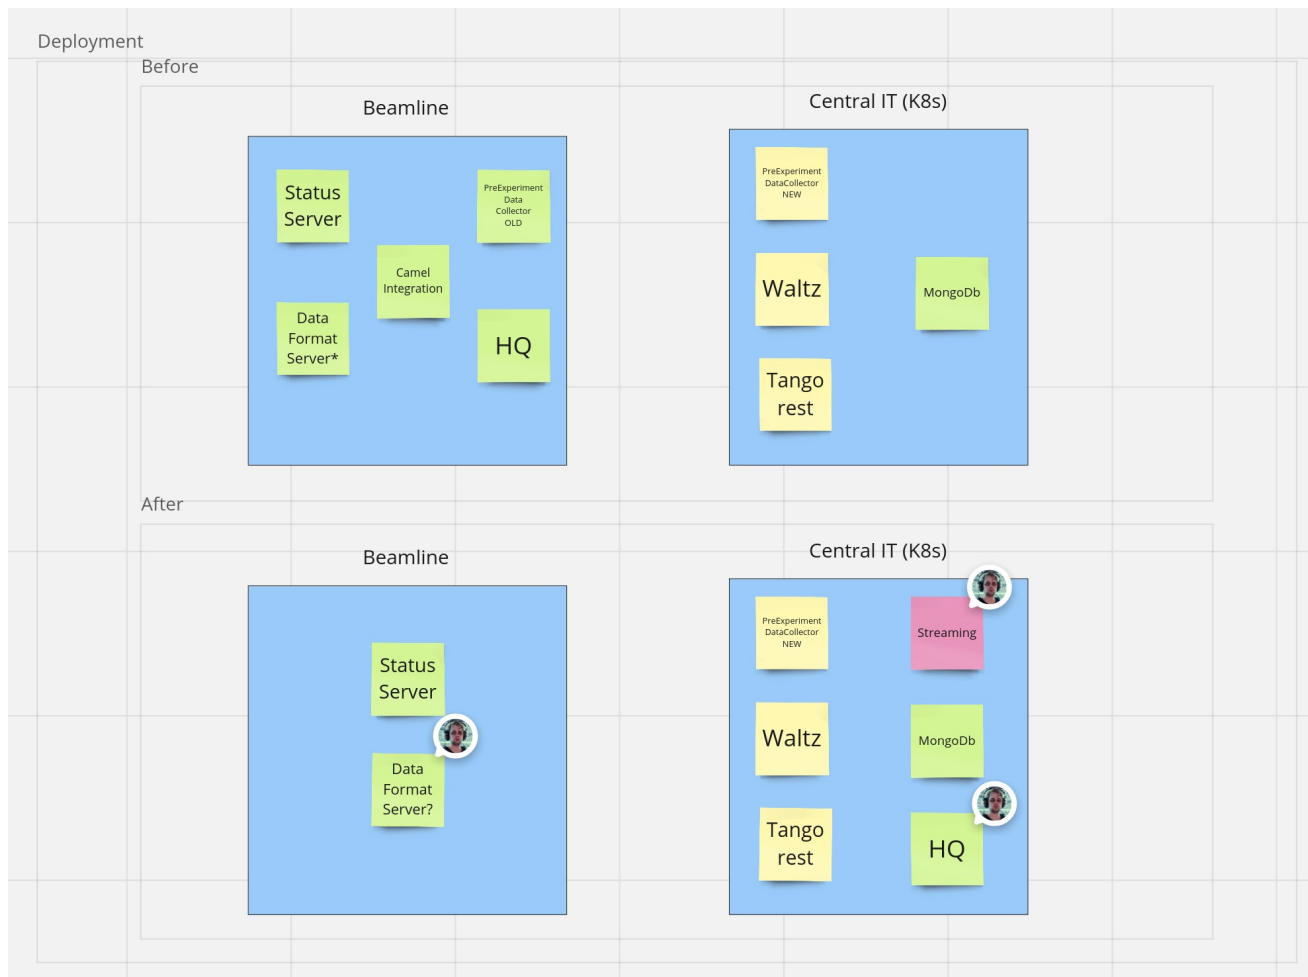 Deployment
Before
Beamline
Central IT (K8s)
Status
Server
PreExperiment
Data
Collector
OLD
Camel
Integration
Data
Format
Server*
HQ
PreExperiment
DataCollector
NEW
Waltz
MongoDb
Tango
rest
After
Beamline
Central IT (K8s)
Status
Server
Data
Format
Server?
PreExperiment
DataCollector
NEW
Streaming
Waltz
MongoDb
Tango
rest
HQ